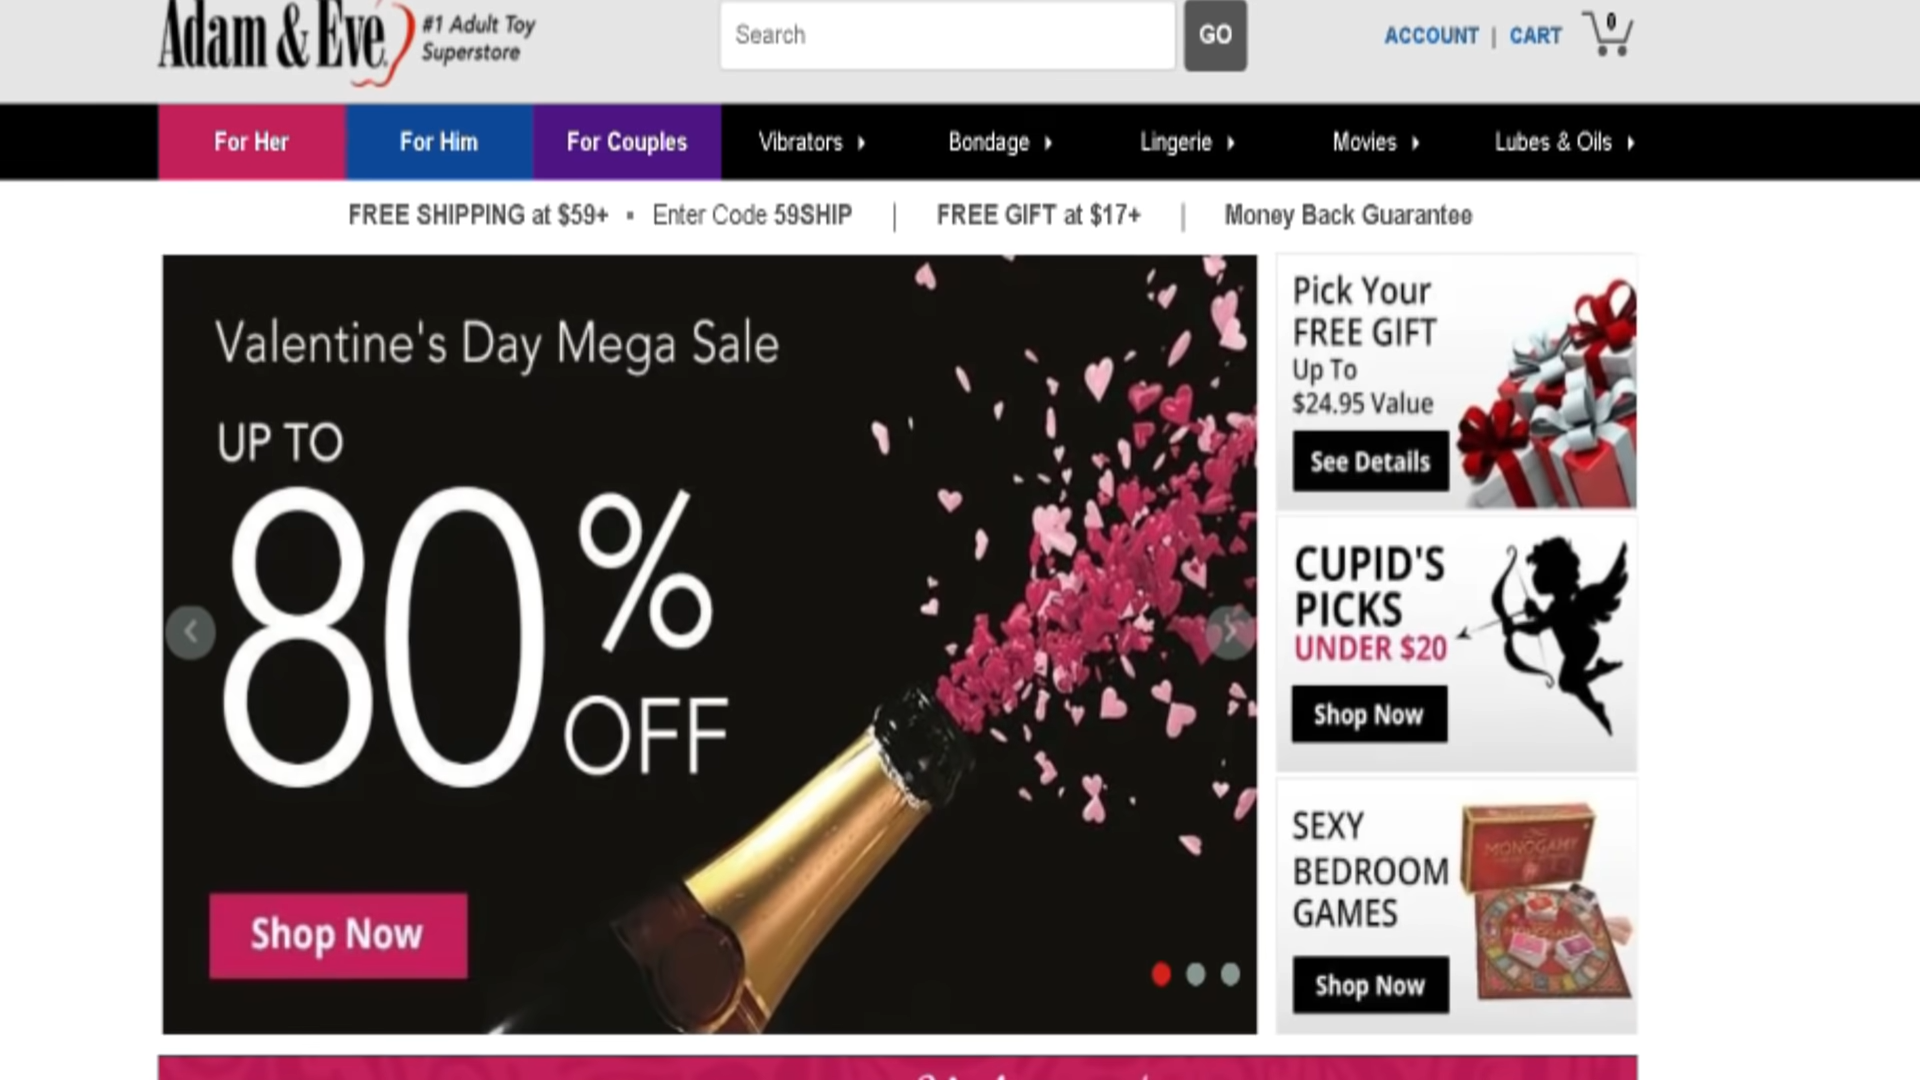 Adam & Eve
#1 Adult Toy
Superstore
Search
GO
ACCOUNT | CART
0
For Her
For Him
For Couples
Vibrators
Bondage
Lingerie
Movies
Lubes & Oils
FREE SHIPPING at $59+ ▪ Enter Code 59SHIP | FREE GIFT at $17+ | Money Back Guarantee
Valentine's Day Mega Sale
UP TO
80%
OFF
Shop Now
Pick Your
FREE GIFT
Up To
$24.95 Value
See Details
CUPID'S
PICKS
UNDER $20
Shop Now
SEXY
BEDROOM
GAMES
MONOGAMY
Shop Now